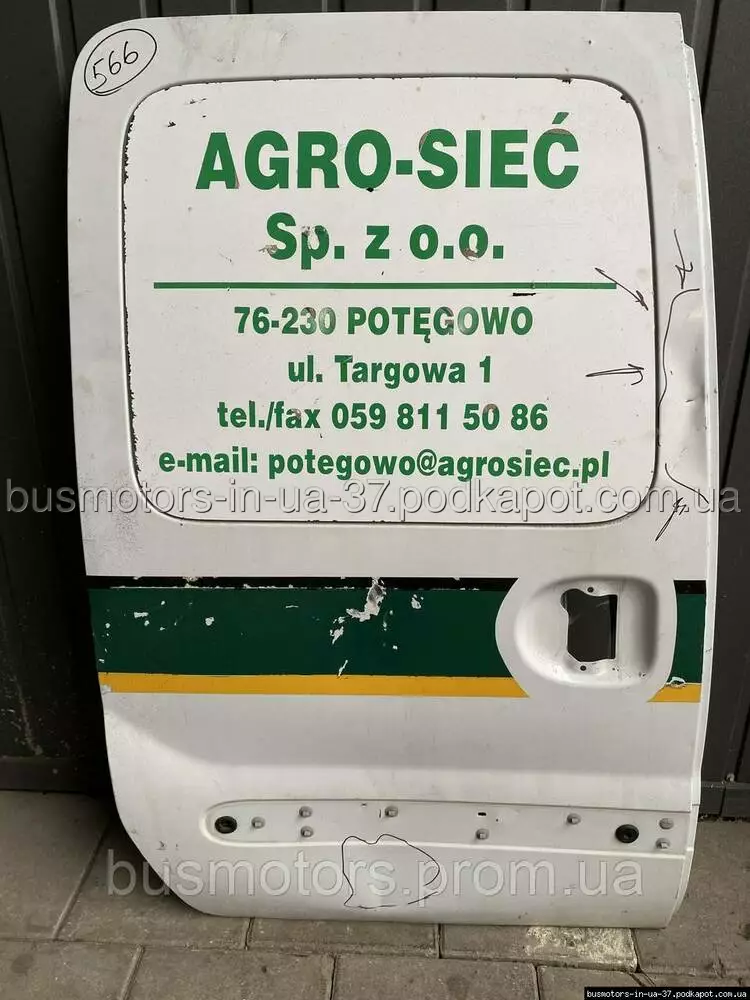 566
AGRO-SIEĆ
Sp. z o.o.
76-230 POTĘGOWO
ul. Targowa 1
tel./fax 059 811 50 86
e-mail: potegowo@agrosiec.pl
busmotors-in-ua-37.podkapot.com.ua
busmotors.prom.ua
busmotors-in-ua-37.podkapot.com.ua